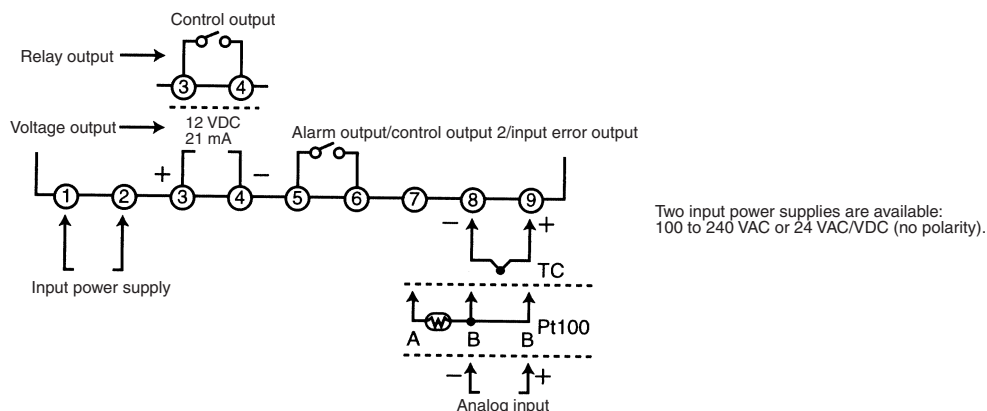 Control output
Relay output
3 4
Voltage output
12 VDC
21 mA
Alarm output/control output 2/input error output
+ −
1 2 3 4 5 6 7 8 9
Two input power supplies are available:
100 to 240 VAC or 24 VAC/VDC (no polarity).
− +
TC
Input power supply
A B B Pt100
− +
Analog input